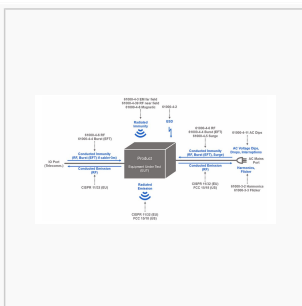 61000-4-3 EM far field
61000-4-39 RF near field
61000-4-8 Magnetic
61000-4-2
Radiated
Immunity
ESD
61000-4-6 RF
61000-4-4 Burst (EFT)
61000-4-6 RF
61000-4-4 Burst (EFT)
61000-4-5 Surge
61000-4-11 AC Dips
Conducted Immunity
(RF, Burst (EFT), 
Product
Equipment Under Test
(EUT)
Conducted Immunity
(RF, Burst (EFT), Surge)
AC Voltage Dips,
Drops, Interruptions
IO Port
(Telecomm.)
AC Mains
Port
Conducted Emission
(RF)
Conducted Emission
(RF)
Harmonics,
Flicker
CISPR 11/32 (EU)
Radiated
Emission
CISPR 11/32 (EU)
FCC 15/18 (US)
61000-3-2 Harmonics
61000-3-3 Flicker
CISPR 11/32 (EU)
FCC 15/18 (US)